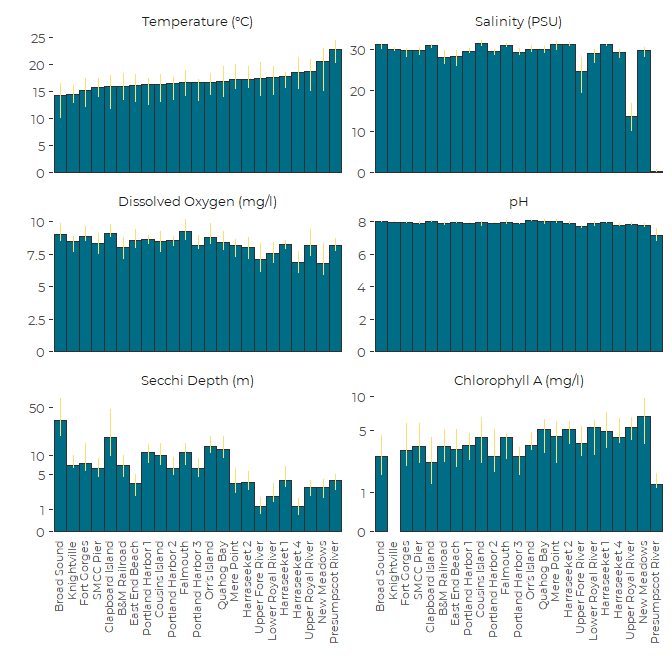 Temperature (°C)
25
20
15
10
5
0
Salinity (PSU)
30
20
10
0
Dissolved Oxygen (mg/l)
10
7.5
5
2.5
0
pH
8
6
4
2
0
Secchi Depth (m)
50
10
5
1
0
Chlorophyll A (mg/l)
10
5
1
0
Broad Sound
Knightville
Fort Gorges
SMCC Pier
Clapboard Island
B&M Railroad
East End Beach
Portland Harbor 1
Cousins Island
Portland Harbor 2
Falmouth
Portland Harbor 3
Orr's Island
Quahog Bay
Mere Point
Harraseeket 2
Upper Fore River
Lower Royal River
Harraseeket 1
Harraseeket 4
Upper Royal River
New Meadows
Presumpscot River
Broad Sound
Knightville
Fort Gorges
SMCC Pier
Clapboard Island
B&M Railroad
East End Beach
Portland Harbor 1
Cousins Island
Portland Harbor 2
Falmouth
Portland Harbor 3
Orr's Island
Quahog Bay
Mere Point
Harraseeket 2
Upper Fore River
Lower Royal River
Harraseeket 1
Harraseeket 4
Upper Royal River
New Meadows
Presumpscot River